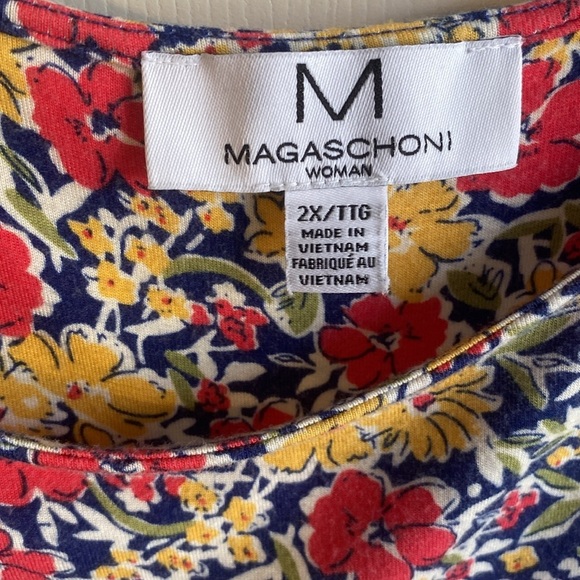 M
MAGASCHONI
WOMAN
2X/TTG
MADE IN
VIETNAM
FABRIQUÉ AU
VIETNAM